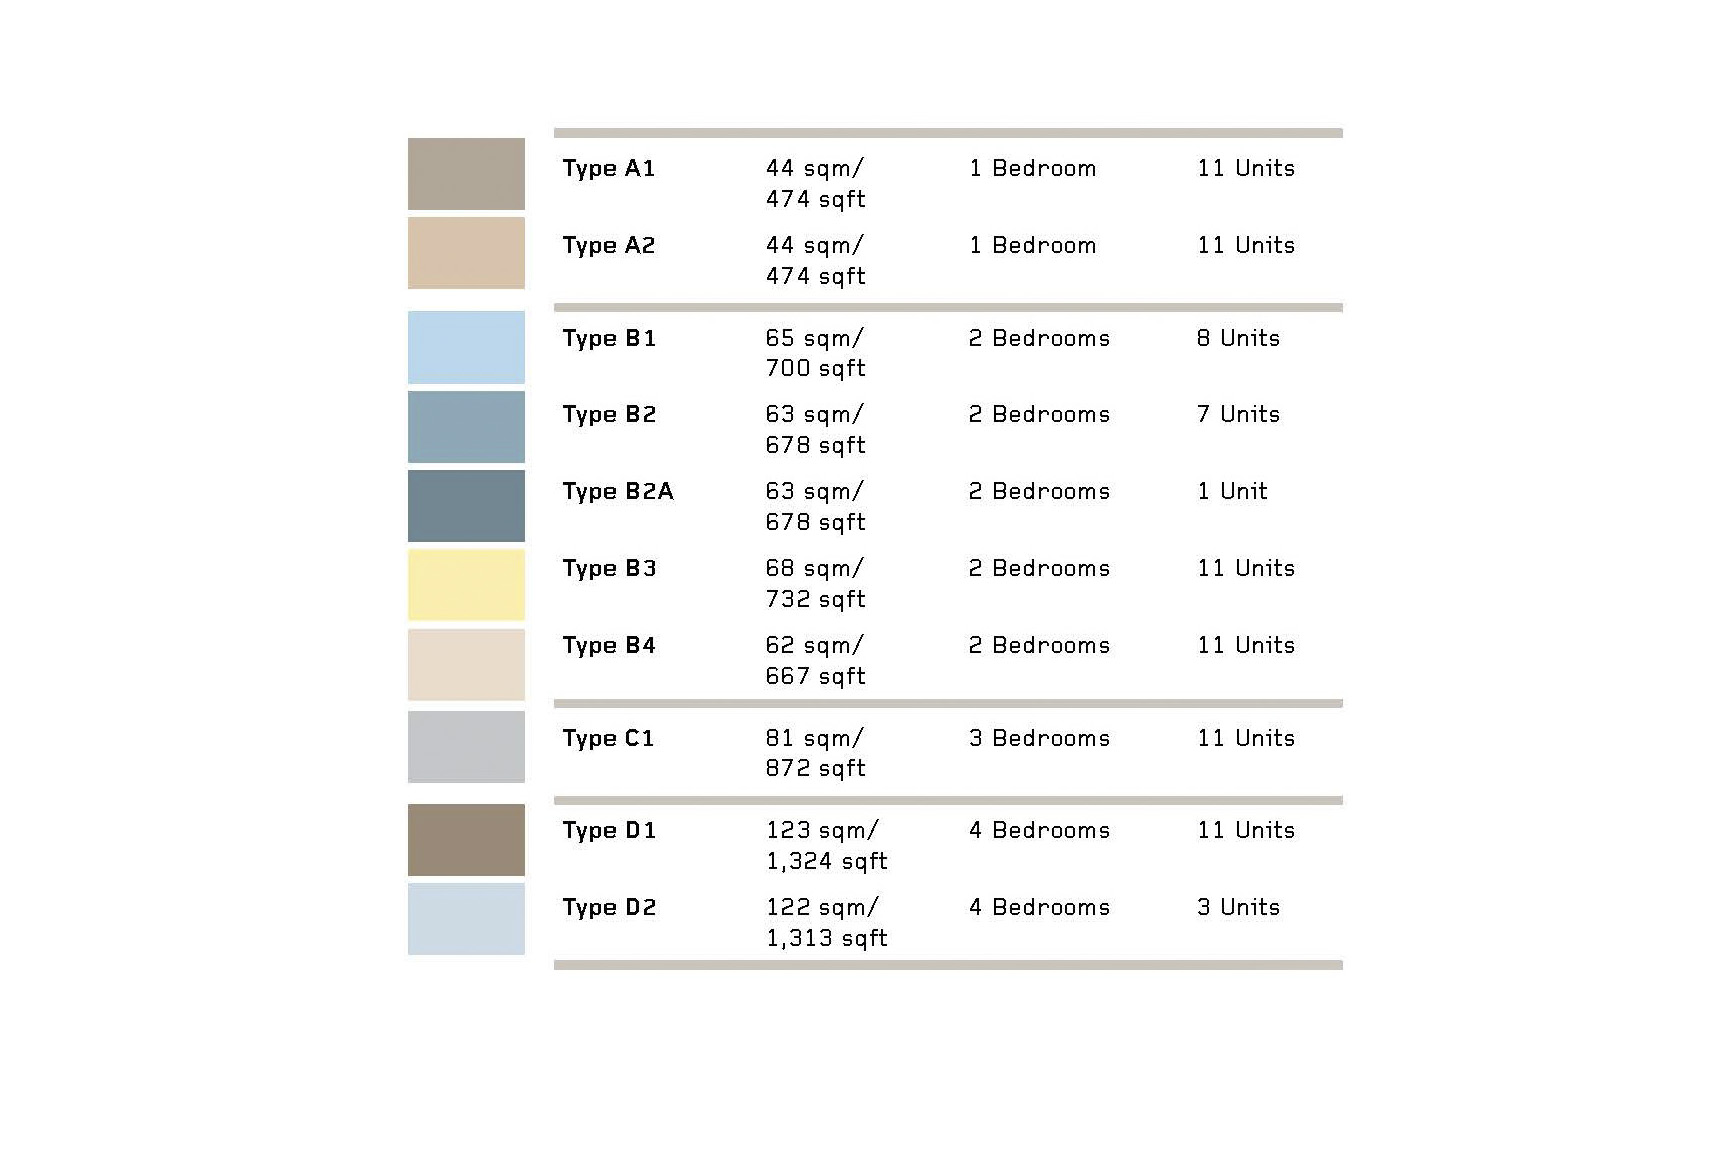 Type A1 44 sqm/ 1 Bedroom 11 Units
474 sqft
Type A2 44 sqm/ 1 Bedroom 11 Units
474 sqft
Type B1 65 sqm/ 2 Bedrooms 8 Units
700 sqft
Type B2 63 sqm/ 2 Bedrooms 7 Units
678 sqft
Type B2A 63 sqm/ 2 Bedrooms 1 Unit
678 sqft
Type B3 68 sqm/ 2 Bedrooms 11 Units
732 sqft
Type B4 62 sqm/ 2 Bedrooms 11 Units
667 sqft
Type C1 81 sqm/ 3 Bedrooms 11 Units
872 sqft
Type D1 123 sqm/ 4 Bedrooms 11 Units
1,324 sqft
Type D2 122 sqm/ 4 Bedrooms 3 Units
1,313 sqft